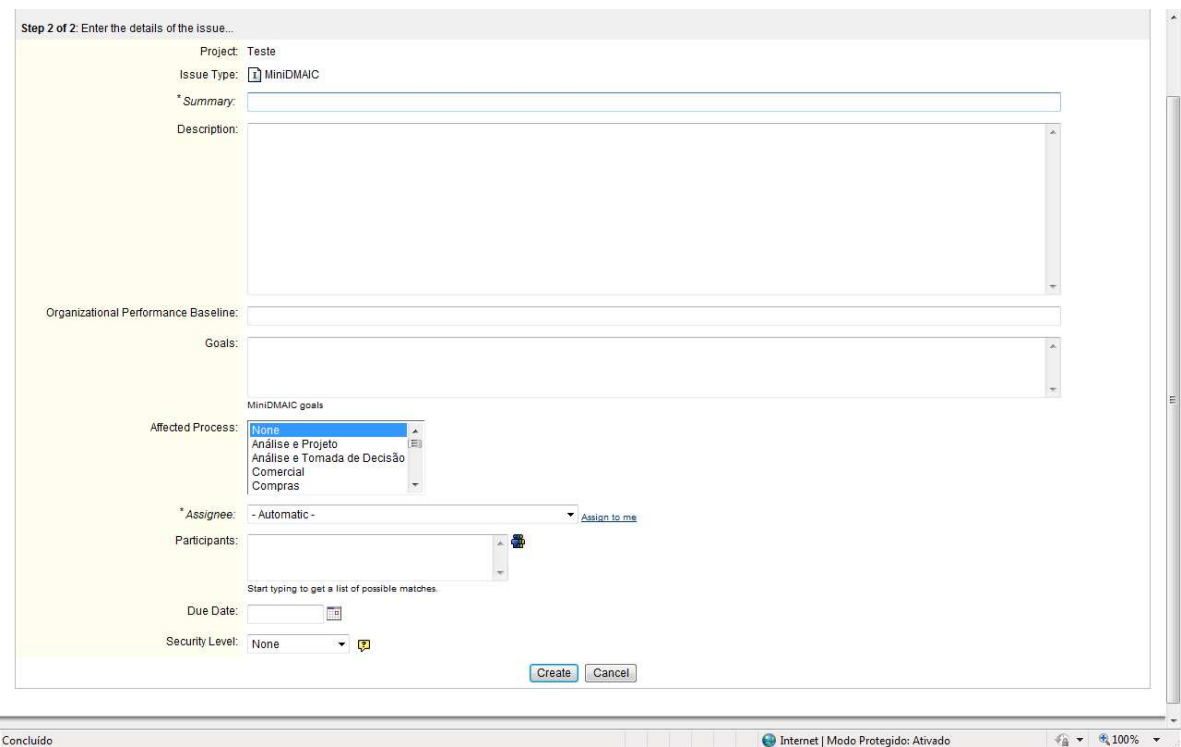 Step 2 of 2: Enter the details of the issue...
Project: Teste
Issue Type: MiniDMAIC
* Summary:
Description:
Organizational Performance Baseline:
Goals:
MiniDMAIC goals
Affected Process: None
Análise e Projeto
Análise e Tomada de Decisão
Comercial
Compras
* Assignee: - Automatic - Assign to me
Participants:
Start typing to get a list of possible matches.
Due Date:
Security Level: None ?
Create Cancel
Concluído Internet | Modo Protegido: Ativado 100%